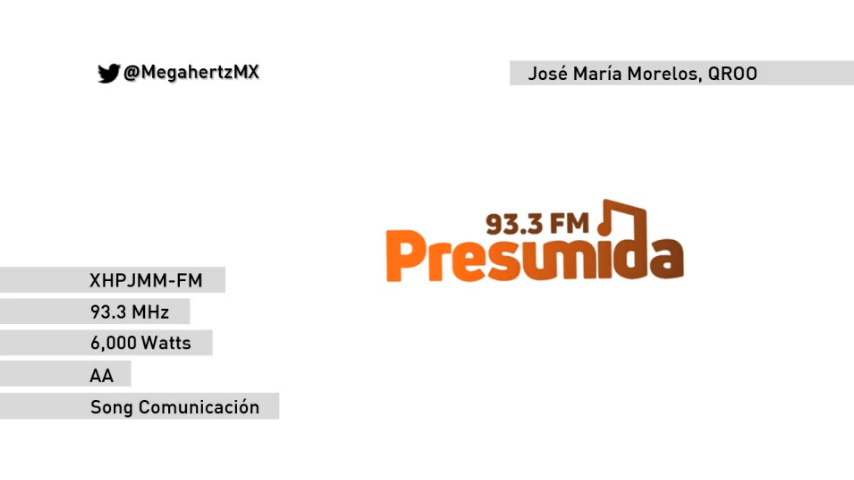 @MegahertzMX
José María Morelos, QROO
93.3 FM
Presumida
XHPJMM-FM
93.3 MHz
6,000 Watts
AA
Song Comunicación